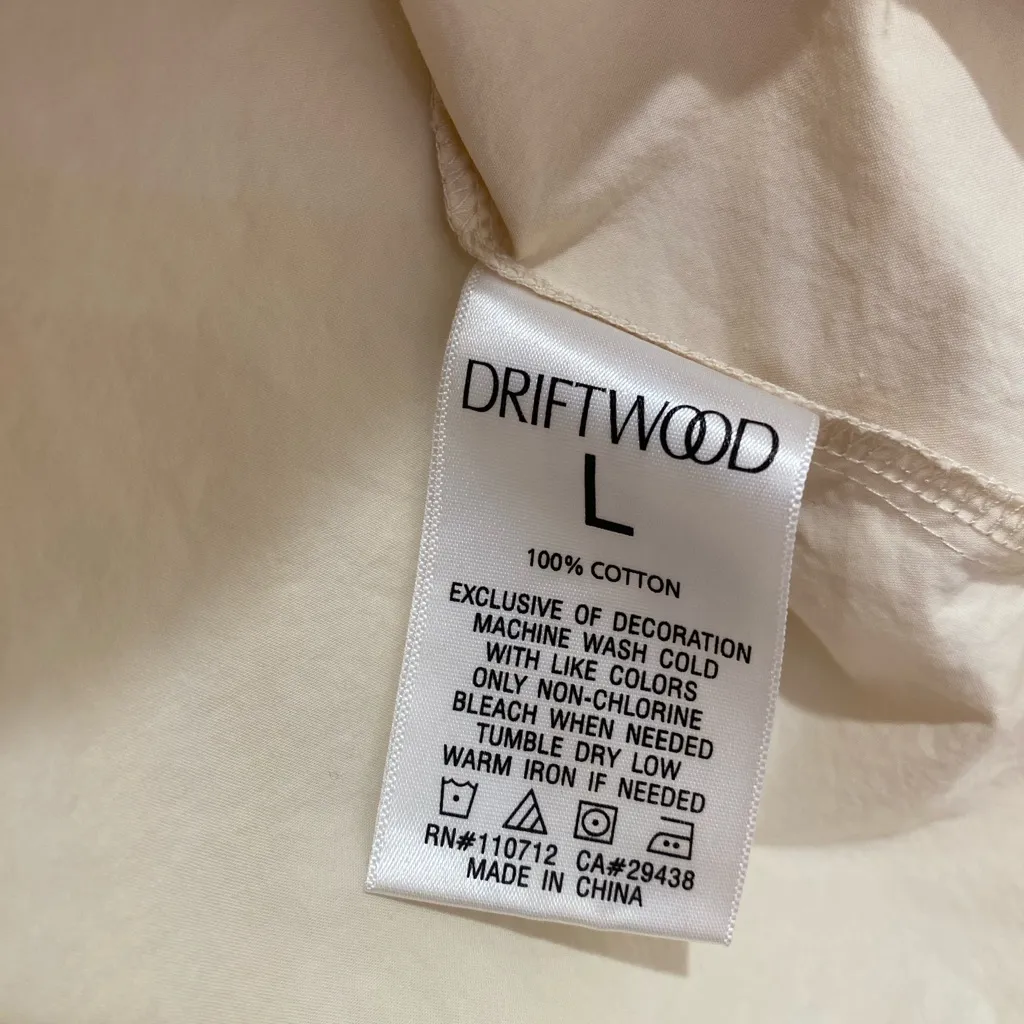 DRIFTWOOD
L
100% COTTON
EXCLUSIVE OF DECORATION
MACHINE WASH COLD
WITH LIKE COLORS
ONLY NON-CHLORINE
BLEACH WHEN NEEDED
TUMBLE DRY LOW
WARM IRON IF NEEDED
RN#110712 CA#29438
MADE IN CHINA